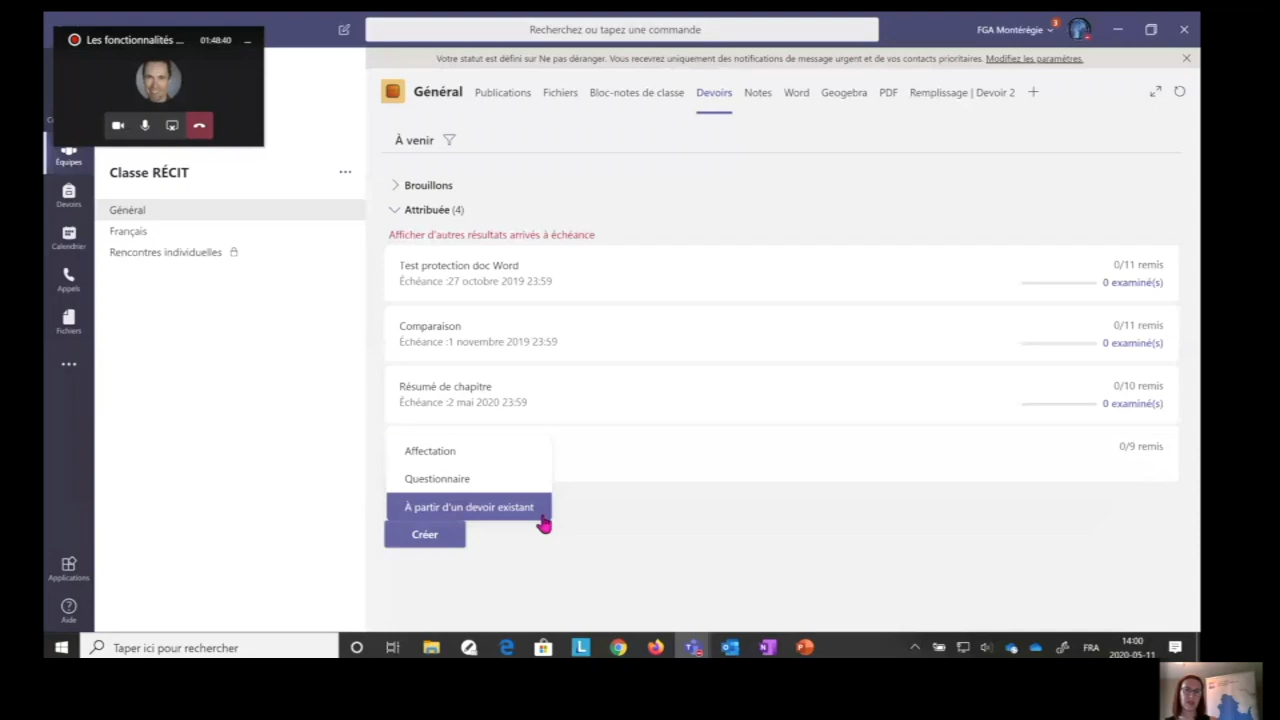 Recherchez ou tapez une commande
FGA Montérégie
3
Les fonctionnalités ...
01:48:40
Votre statut est défini sur Ne pas déranger. Vous recevrez uniquement des notifications de message urgent et de vos contacts prioritaires. Modifiez les paramètres.
Général
Publications
Fichiers
Bloc-notes de classe
Devoirs
Notes
Word
Geogebra
PDF
Remplissage | Devoir 2
Équipes
Devoirs
Calendrier
Appels
Fichiers
Applications
Aide
Classe RÉCIT
Général
Français
Rencontres individuelles
À venir
Brouillons
Attribuée (4)
Afficher d'autres résultats arrivés à échéance
Test protection doc Word
Échéance :27 octobre 2019 23:59
0/11 remis
0 examiné(s)
Comparaison
Échéance :1 novembre 2019 23:59
0/11 remis
0 examiné(s)
Résumé de chapitre
Échéance :2 mai 2020 23:59
0/10 remis
0 examiné(s)
0/9 remis
Affectation
Questionnaire
À partir d'un devoir existant
Créer
Taper ici pour rechercher
FRA
14:00
2020-05-11